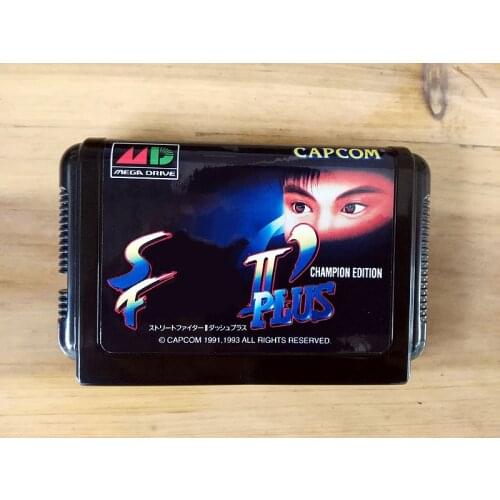 MD
MEGA DRIVE
CAPCOM
S
F
II'
PLUS
CHAMPION EDITION
ストリートファイターⅡダッシュプラス
© CAPCOM 1991,1993 ALL RIGHTS RESERVED.